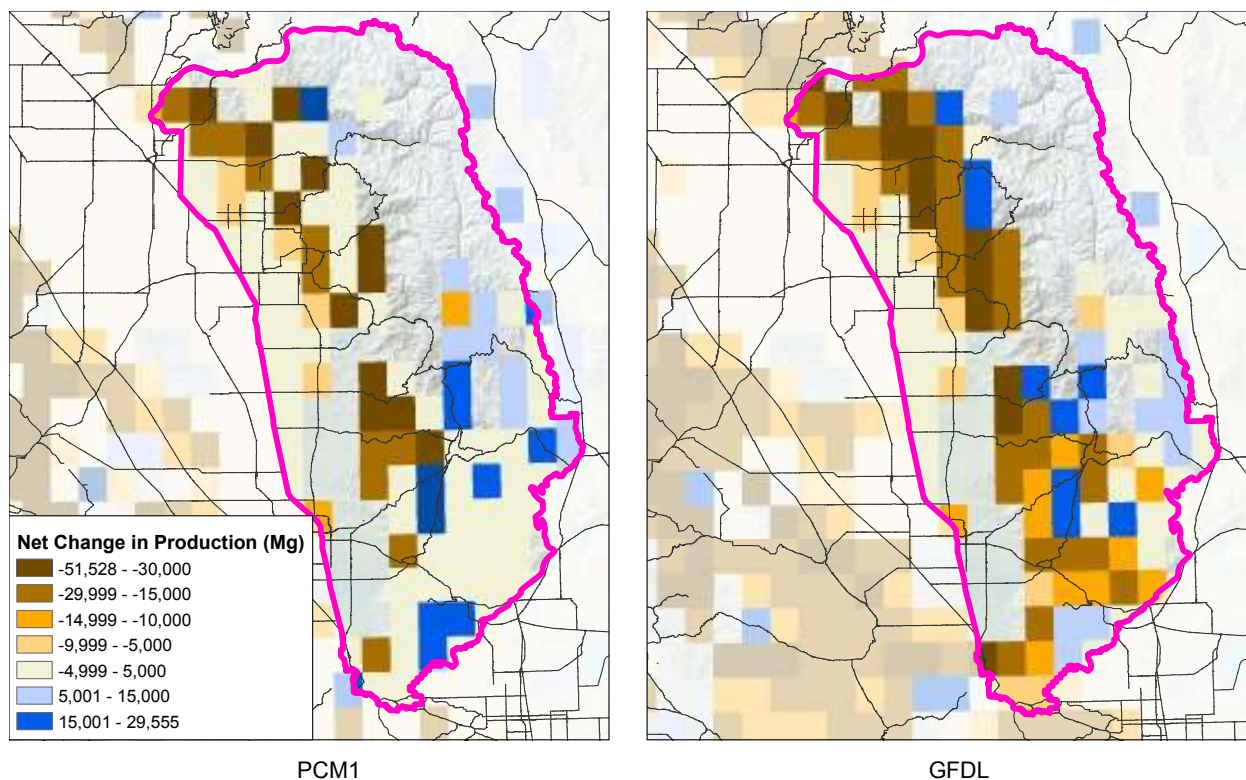 Net Change in Production (Mg)
-51,528 - -30,000
-29,999 - -15,000
-14,999 - -10,000
-9,999 - -5,000
-4,999 - 5,000
5,001 - 15,000
15,001 - 29,555
PCM1
GFDL